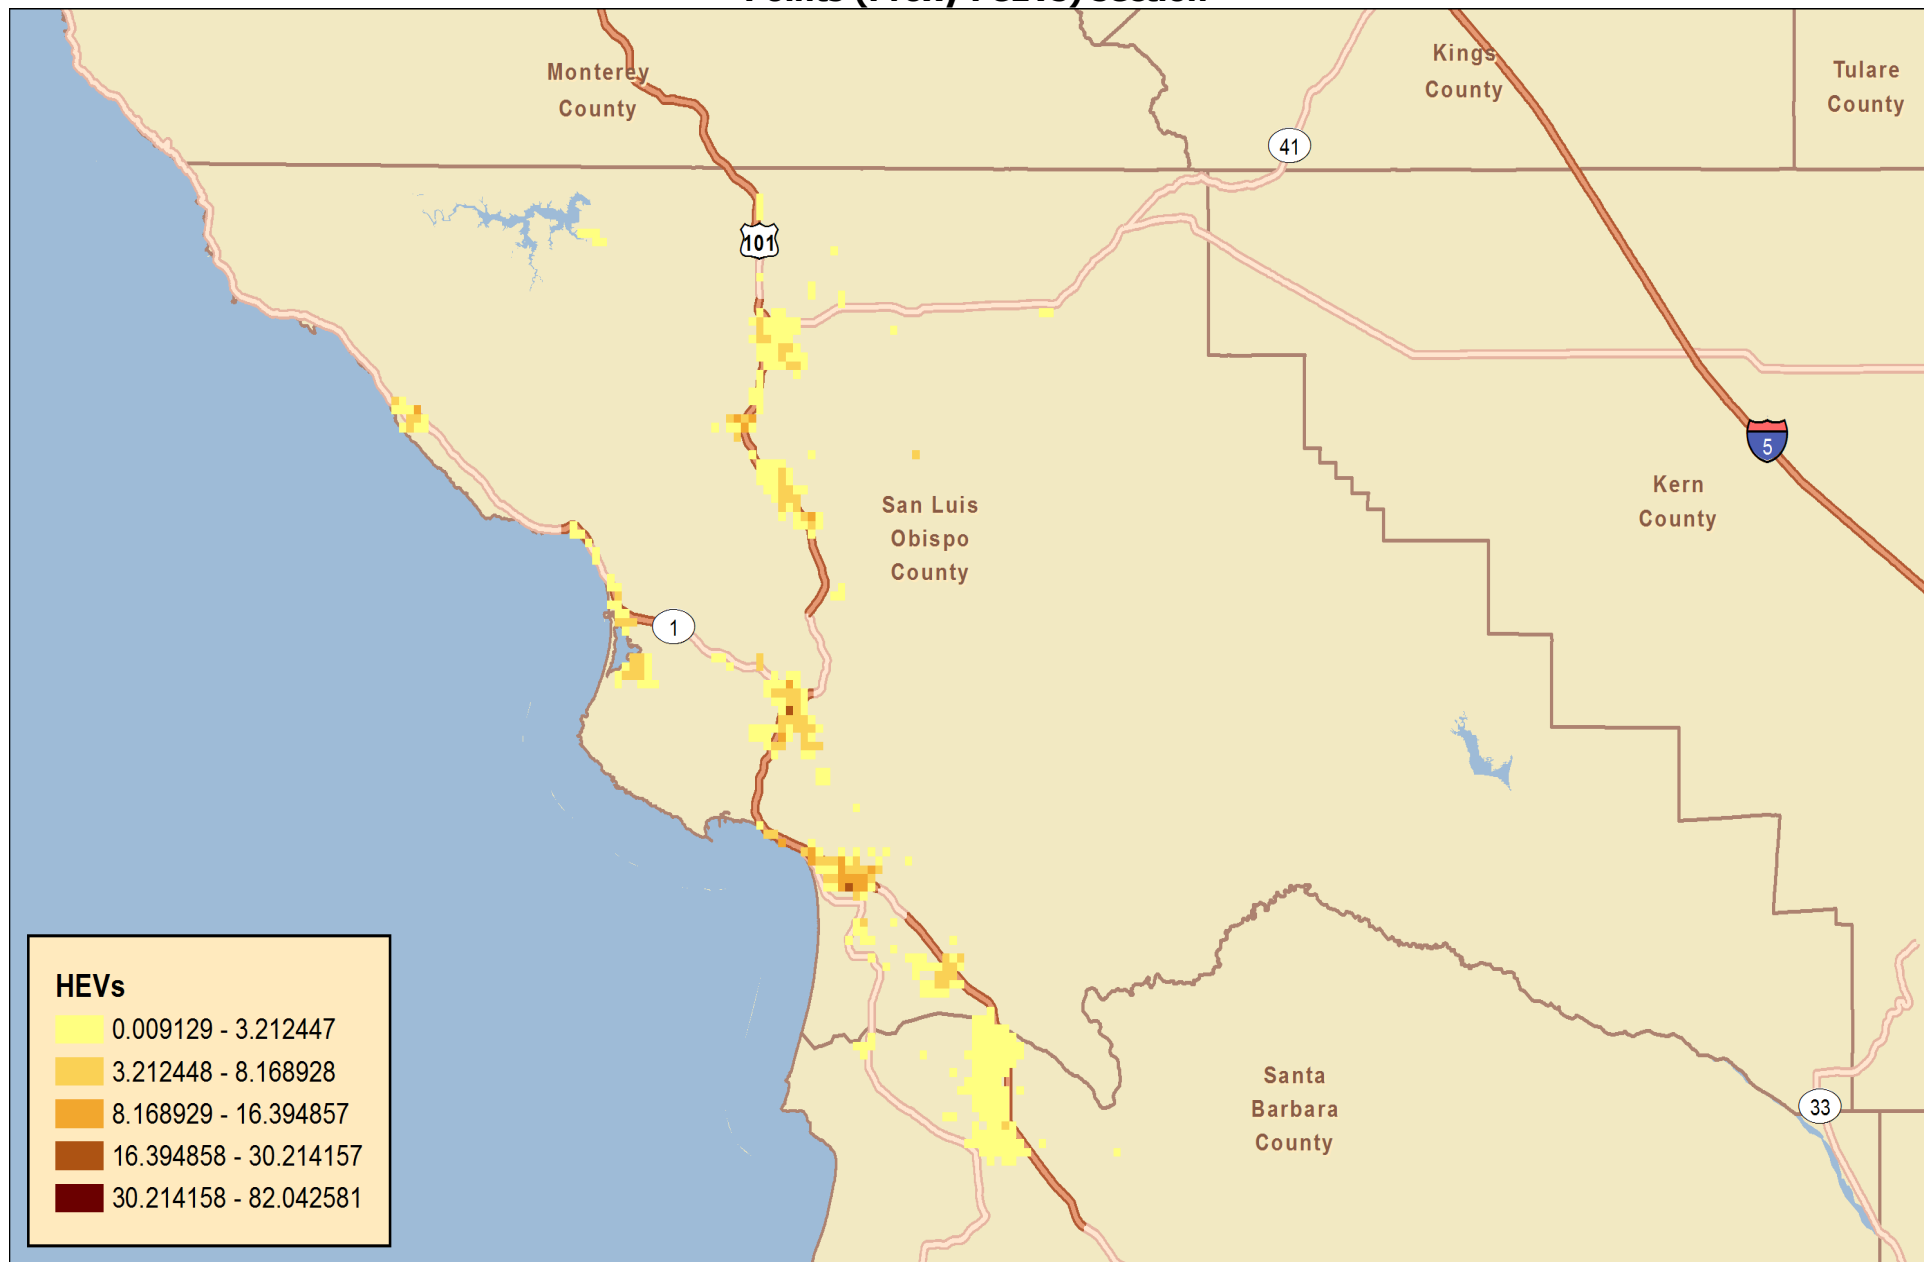 Monterey
County
Kings
County
Tulare
County
41
101
5
San Luis
Obispo
County
Kern
County
1
Santa
Barbara
County
33
HEVs
0.009129 - 3.212447
3.212448 - 8.168928
8.168929 - 16.394857
16.394858 - 30.214157
30.214158 - 82.042581